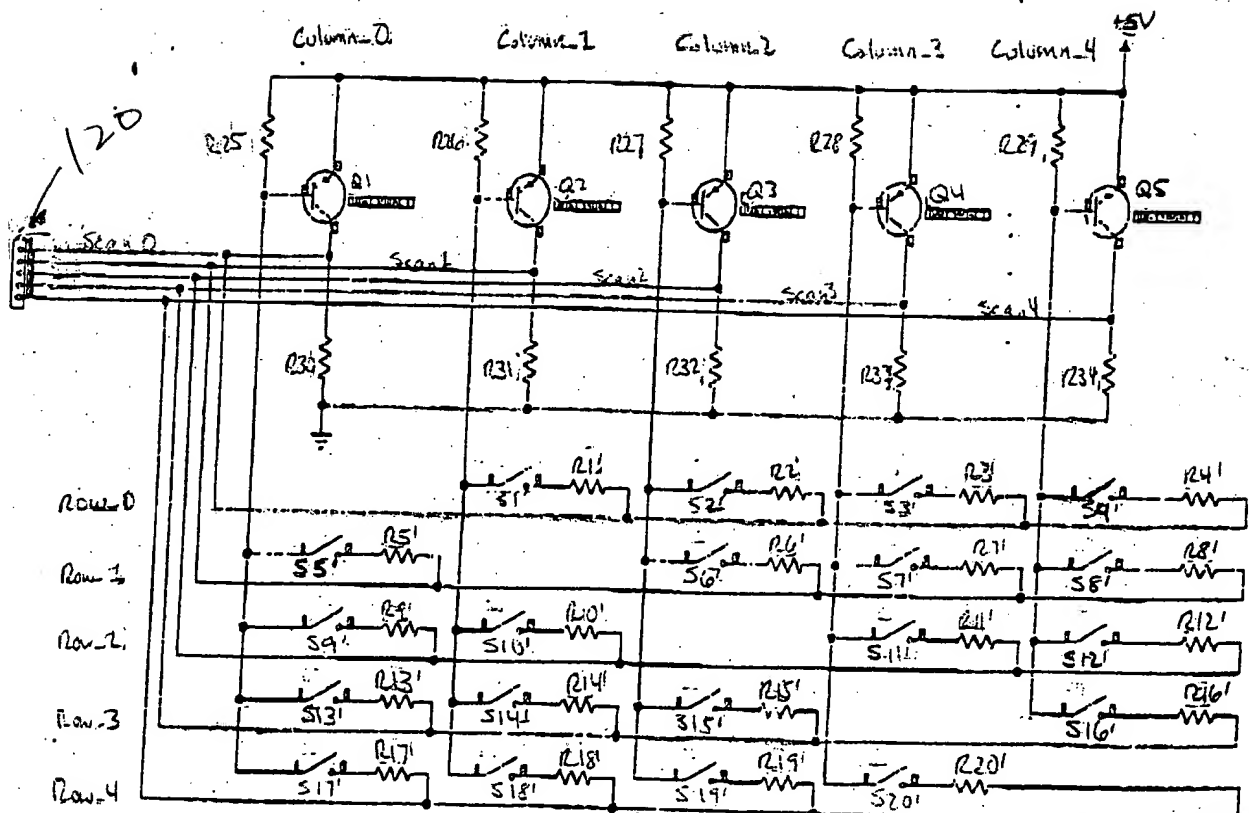 +5V
Column_0 Column_1 Column_2 Column_3 Column_4
120
R25 R26 R27 R28 R29
Q1 Q2 Q3 Q4 Q5
Scan0
Scan1
Scan2
Scan3
Scan4
R30 R31 R32 R33 R34
Row_0 R1' R2' R3' R4'
S1' S2' S3'
Row_1 R5' R6' R7' R8'
S5' S6' S7' S8'
Row_2 R9' R10' R11' R12'
S9' S10' S11' S12'
Row_3 R13' R14' R15' R16'
S13' S14' S15' S16'
Row_4 R17' R18' R19' R20'
S17' S18' S19' S20'